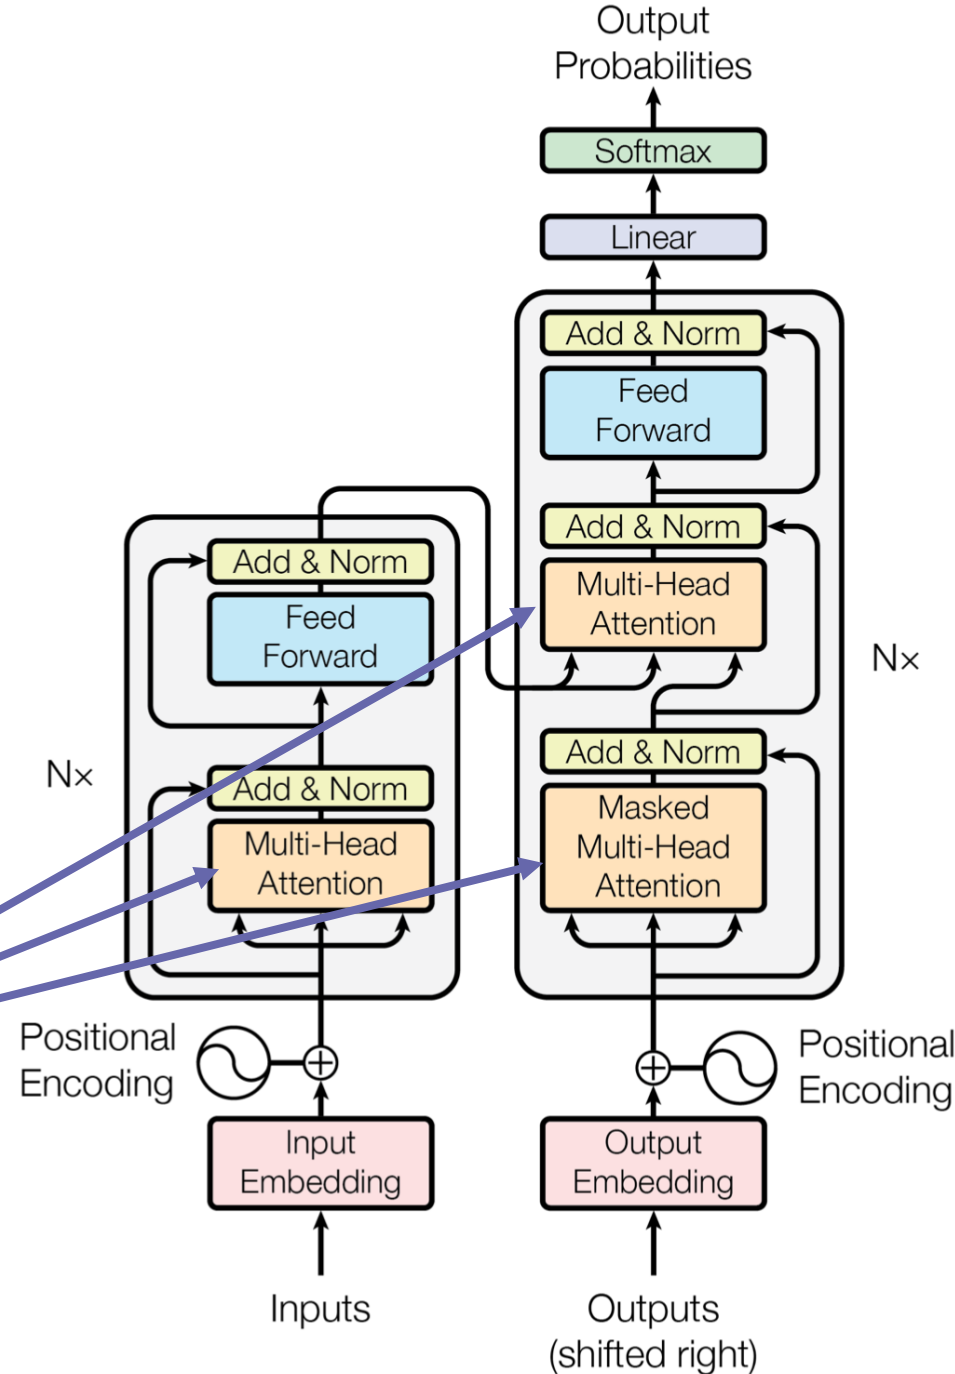 Output
Probabilities
Softmax
Linear
Add & Norm
Feed
Forward
Add & Norm
Multi-Head
Attention
Nx
Add & Norm
Masked
Multi-Head
Attention
Add & Norm
Feed
Forward
Nx
Add & Norm
Multi-Head
Attention
Positional
Encoding
Positional
Encoding
Input
Embedding
Output
Embedding
Inputs
Outputs
(shifted right)